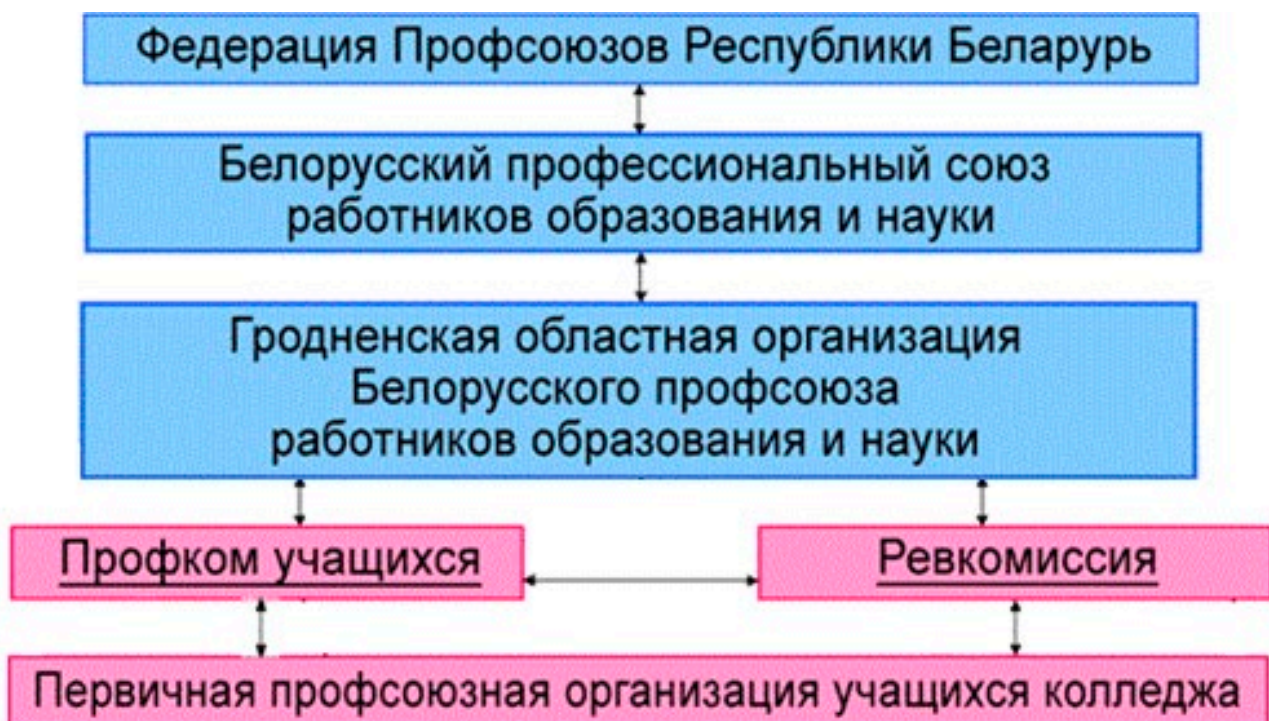 Федерация Профсоюзов Республики Беларурь
Белорусский профессиональный союз
работников образования и науки
Гродненская областная организация
Белорусского профсоюза
работников образования и науки
Профком учащихся
Ревкомиссия
Первичная профсоюзная организация учащихся колледжа